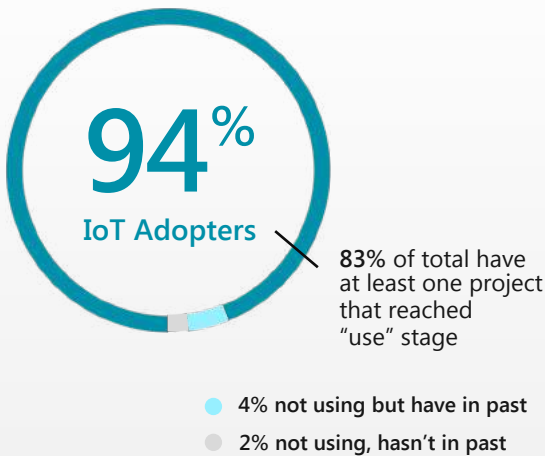 94%
IoT Adopters
83% of total have
at least one project
that reached
“use” stage
4% not using but have in past
2% not using, hasn’t in past